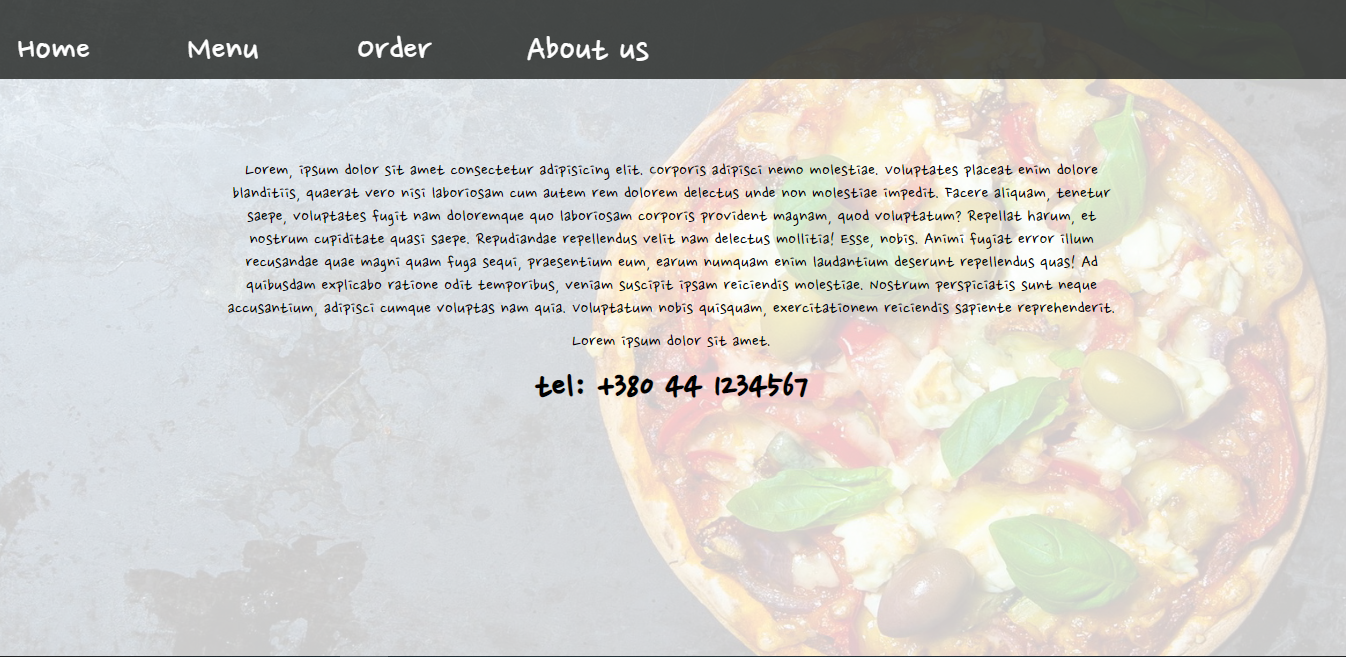 Home Menu Order About us
Lorem, ipsum dolor sit amet consectetur adipisicing elit. corporis adipisci nemo molestiae. voluptates placeat enim dolore
blanditiis, quaerat vero nisi laboriosam cum autem rem dolorem delectus unde non molestiae impedit. Facere aliquam, tenetur
saepe, voluptates fugit nam doloremque quo laboriosam corporis provident magnam, quod voluptatum? Repellat harum, et
nostrum cupiditate quasi saepe. Repudiandae repellendus velit nam delectus mollitia! Esse, nobis. Animi fugiat error illum
recusandae quae magni quam fuga sequi, praesentium eum, earum numquam enim laudantium deserunt repellendus quas! Ad
quibusdam explicabo ratione odit temporibus, veniam suscipit ipsam reiciendis molestiae. Nostrum perspiciatis sunt neque
accusantium, adipisci cumque voluptas nam quia. voluptatum nobis quisquam, exercitationem reiciendis sapiente reprehenderit.
Lorem ipsum dolor sit amet.
tel: +380 44 1234567